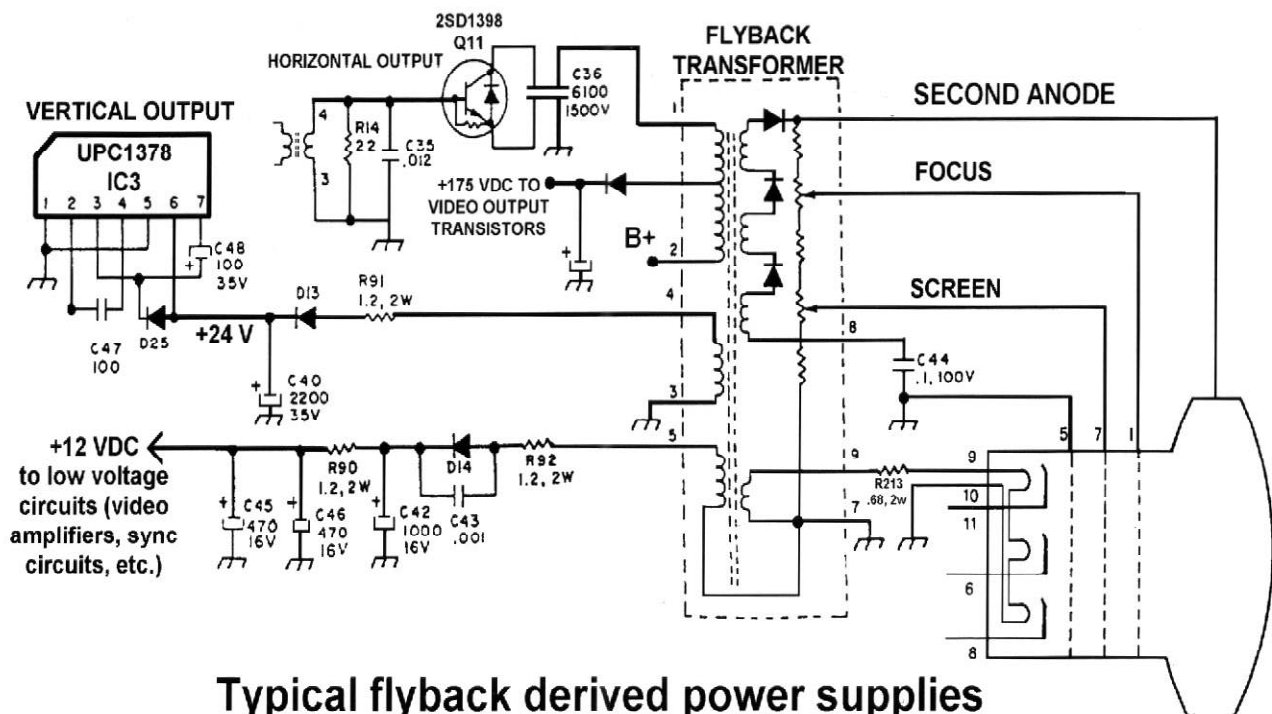 2SD1398
Q11
HORIZONTAL OUTPUT
4
R14
22
C35
.012
3
C36
6100
1500V
FLYBACK
TRANSFORMER
1
SECOND ANODE
VERTICAL OUTPUT
UPC1378
IC3
1 2 3 4 5 6 7
+175 VDC TO
VIDEO OUTPUT
TRANSISTORS
FOCUS
B+
2
C48
100
35V
+
R91
1.2, 2W
D13
4
SCREEN
8
C47
100
D25
+24 V
+
C40
2200
35V
3
C44
.1, 100V
+12 VDC
to low voltage
circuits (video
amplifiers, sync
circuits, etc.)
+
C45
470
16V
+
C46
470
16V
R90
1.2, 2W
+
C42
1000
16V
D14
C43
.001
R92
1.2, 2W
5
9
R213
.68, 2w
7
5 7 1
9
10
11
6
8
+
Typical flyback derived power supplies